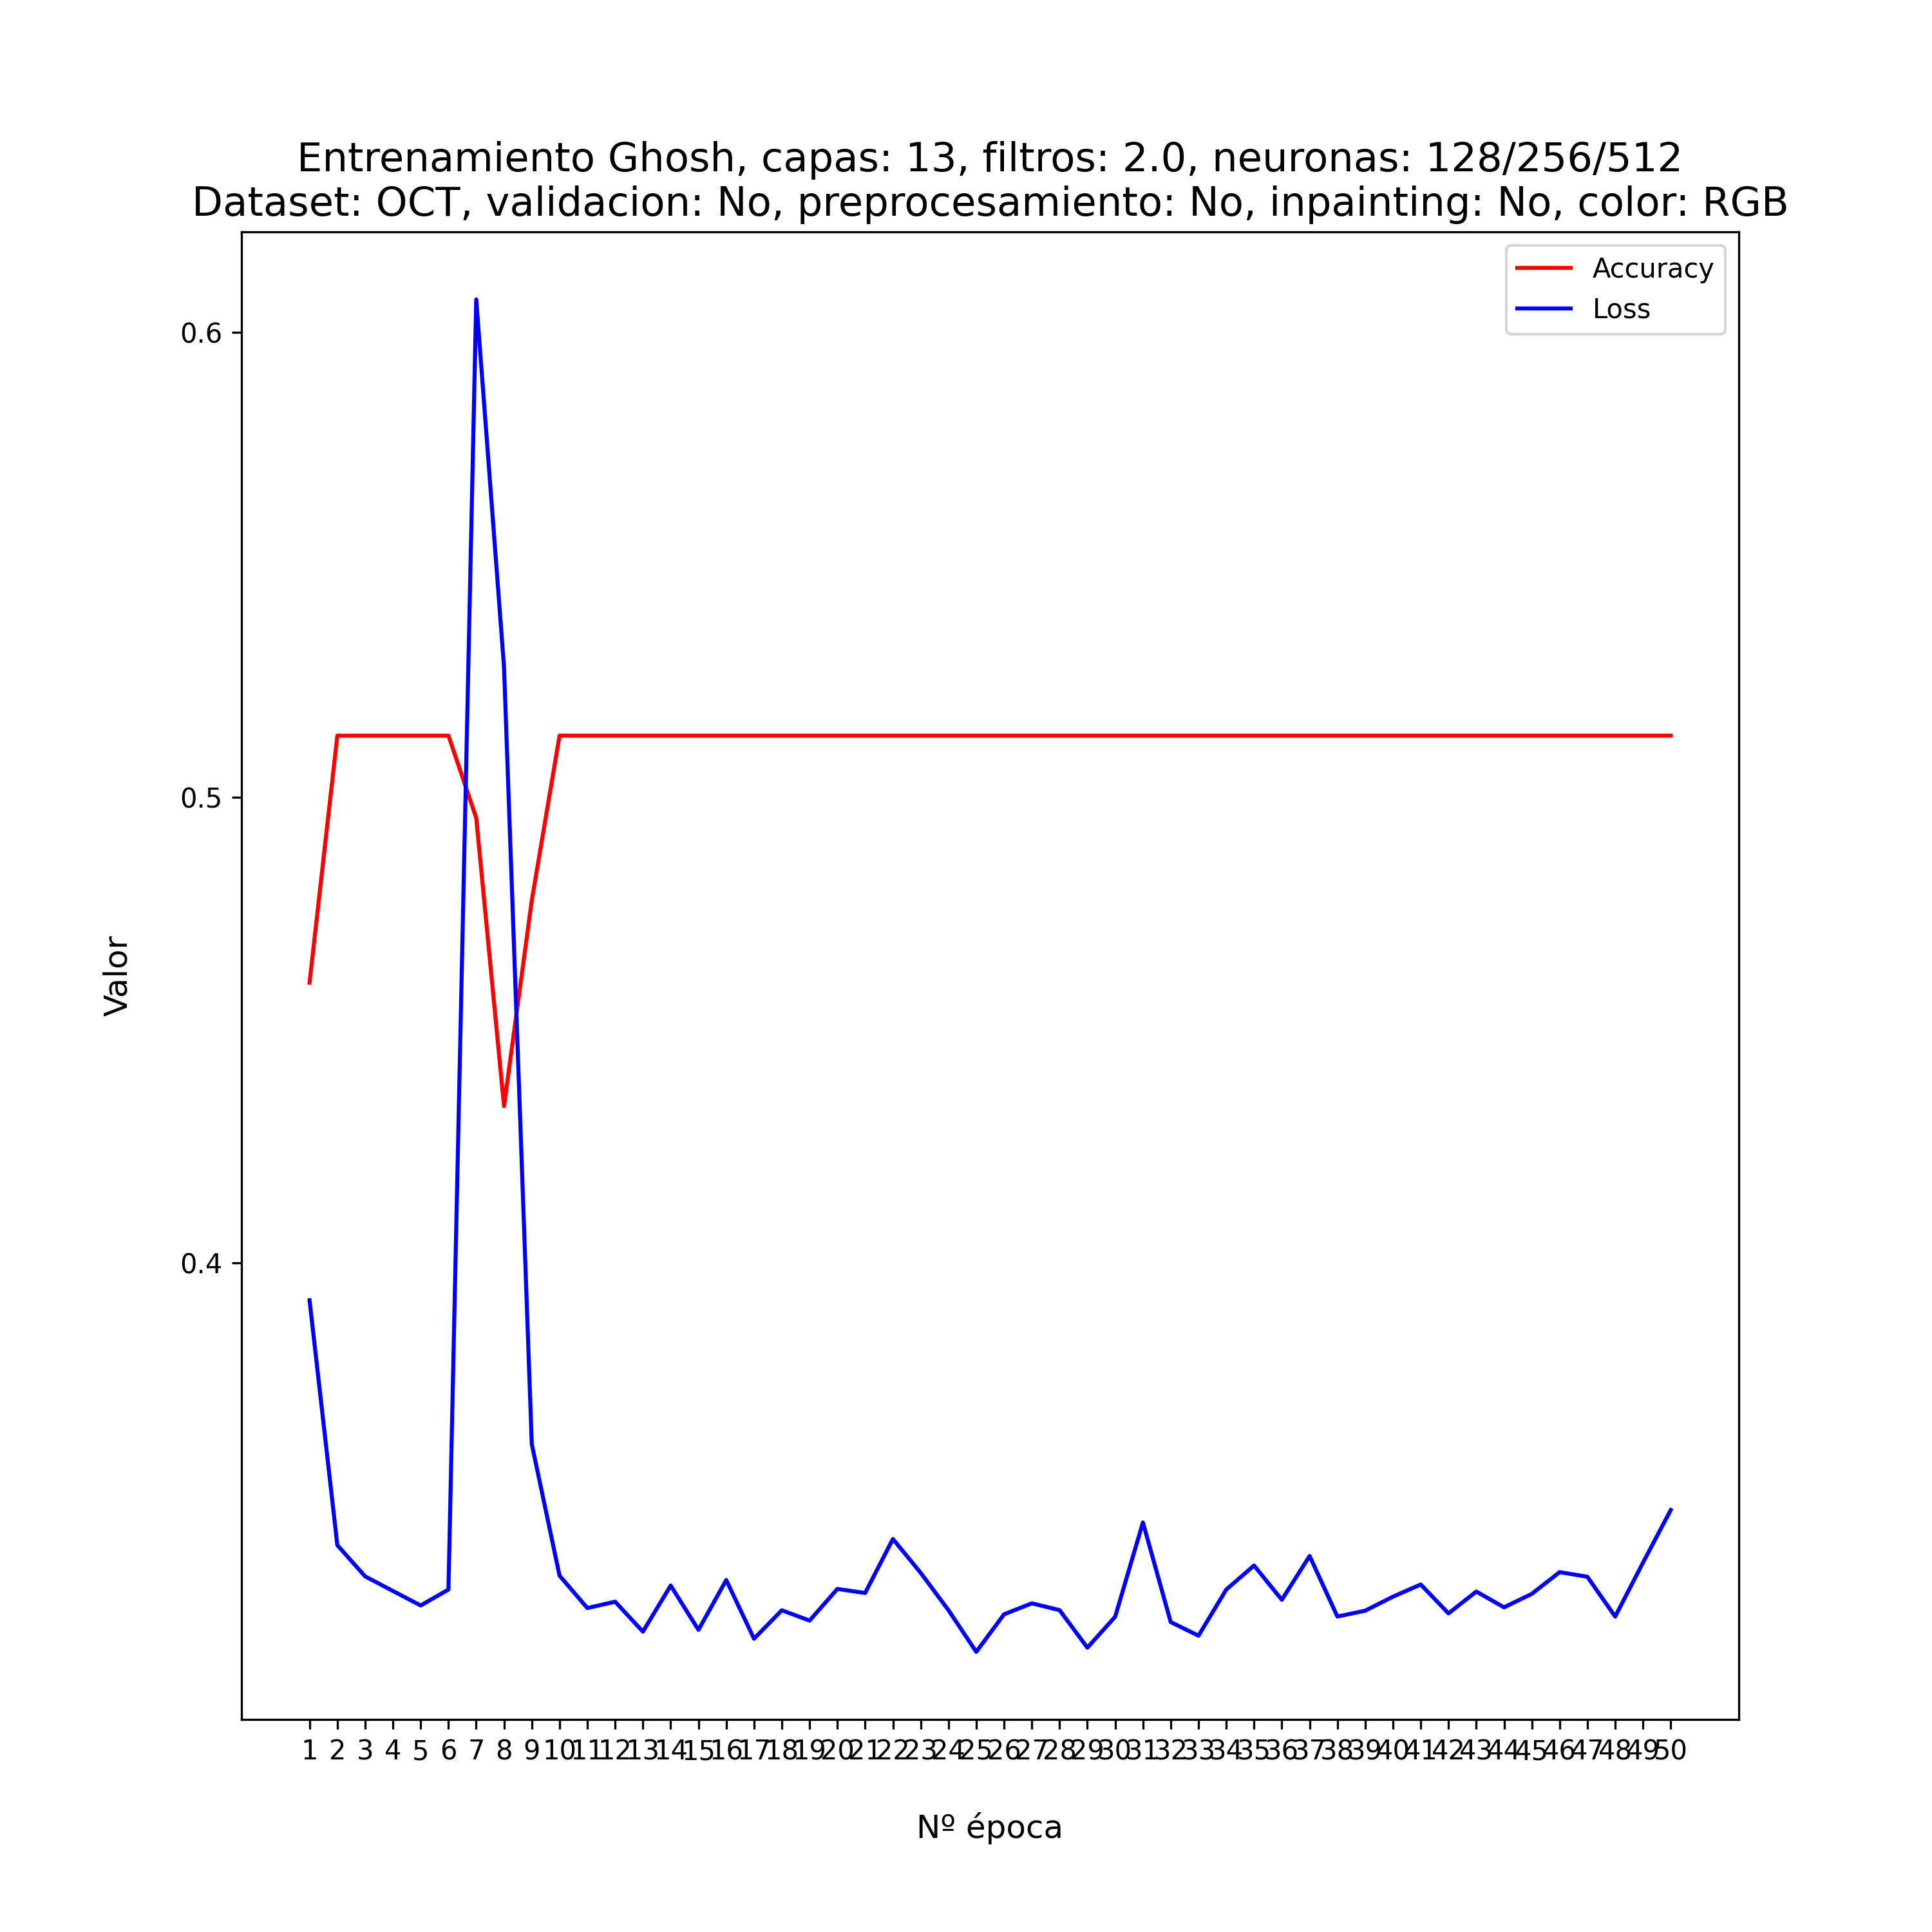 Entrenamiento Ghosh, capas: 13, filtros: 2.0, neuronas: 128/256/512
Dataset: OCT, validacion: No, preprocesamiento: No, inpainting: No, color: RGB
Accuracy
Loss
0.6
0.5
0.4
Valor
1 2 3 4 5 6 7 8 9 10 11 12 13 14 15 16 17 18 19 20 21 22 23 24 25 26 27 28 29 30 31 32 33 34 35 36 37 38 39 40 41 42 43 44 45 46 47 48 49 50
Nº época